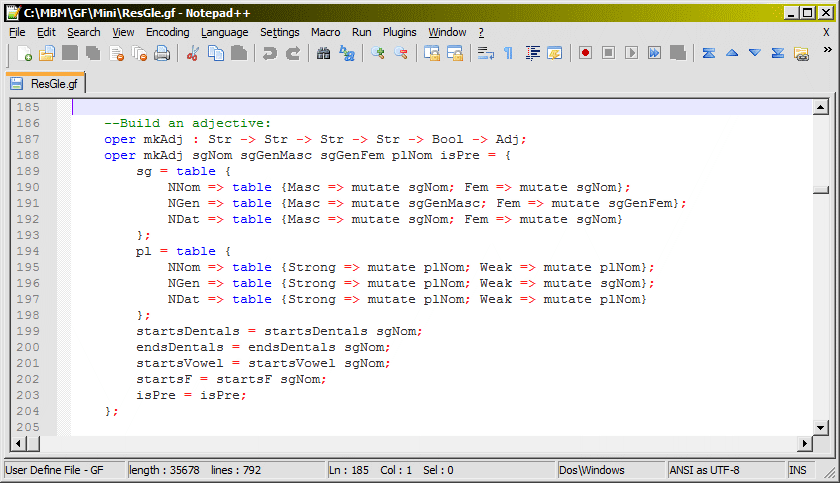 C:\MBM\GF\Mini\ResGle.gf - Notepad++
File Edit Search View Encoding Language Settings Macro Run Plugins Window ? X
ResGle.gf
185
186 --Build an adjective:
187 oper mkAdj : Str -> Str -> Str -> Str -> Bool -> Adj;
188 oper mkAdj sgNom sgGenMasc sgGenFem plNom isPre = {
189 sg = table {
190 NNom => table {Masc => mutate sgNom; Fem => mutate sgNom};
191 NGen => table {Masc => mutate sgGenMasc; Fem => mutate sgGenFem};
192 NDat => table {Masc => mutate sgNom; Fem => mutate sgNom}
193 };
194 pl = table {
195 NNom => table {Strong => mutate plNom; Weak => mutate plNom};
196 NGen => table {Strong => mutate plNom; Weak => mutate sgNom};
197 NDat => table {Strong => mutate plNom; Weak => mutate plNom}
198 };
199 startsDentals = startsDentals sgNom;
200 endsDentals = endsDentals sgNom;
201 startsVowel = startsVowel sgNom;
202 startsF = startsF sgNom;
203 isPre = isPre;
204 };
205
User Define File - GF length : 35678 lines : 792 Ln : 185 Col : 1 Sel : 0 Dos\Windows ANSI as UTF-8 INS